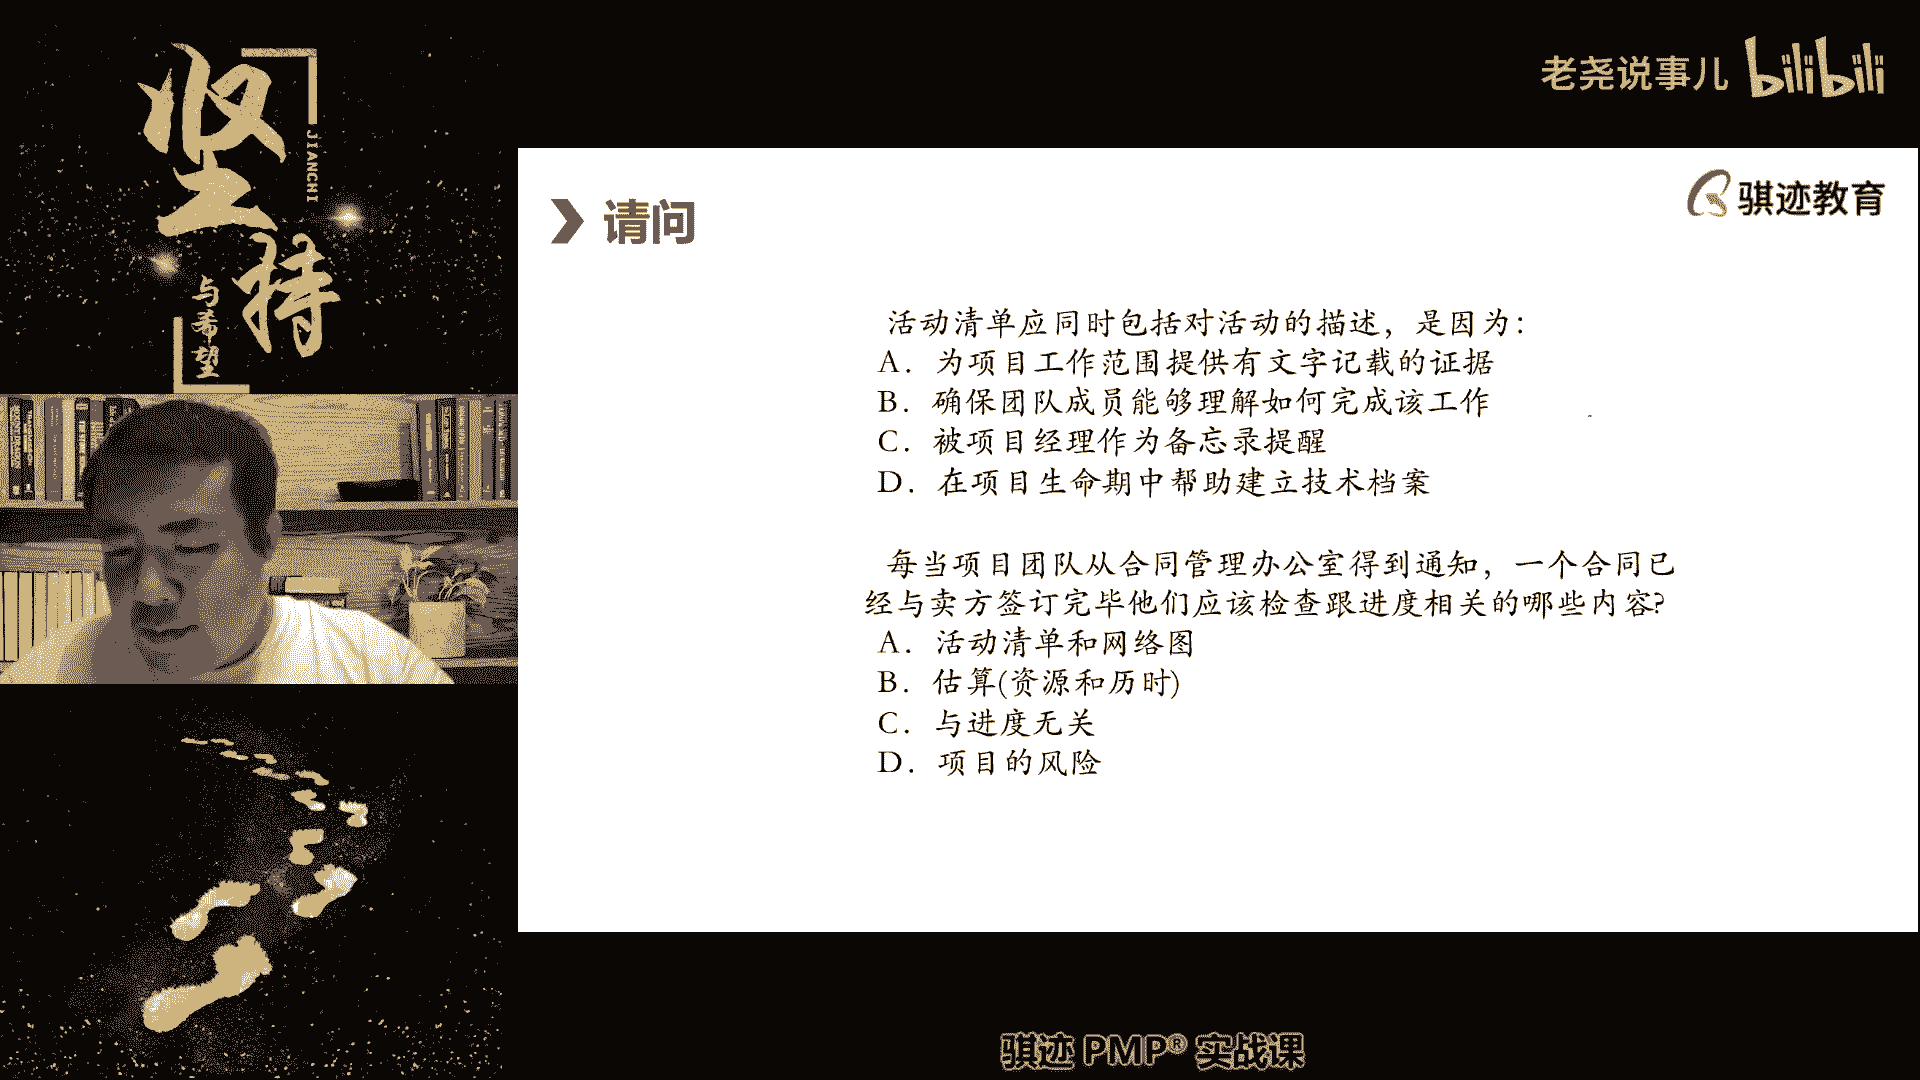 坚持
JIANCHI
与希望
老尧说事儿 bilibili
骐迹教育
请问
活动清单应同时包括对活动的描述，是因为：
A．为项目工作范围提供有文字记载的证据
B．确保团队成员能够理解如何完成该工作
C．被项目经理作为备忘录提醒
D．在项目生命期中帮助建立技术档案
每当项目团队从合同管理办公室得到通知，一个合同已
经与卖方签订完毕他们应该检查跟进度相关的哪些内容?
A．活动清单和网络图
B．估算(资源和历时)
C．与进度无关
D．项目的风险
骐迹 PMP® 实战课